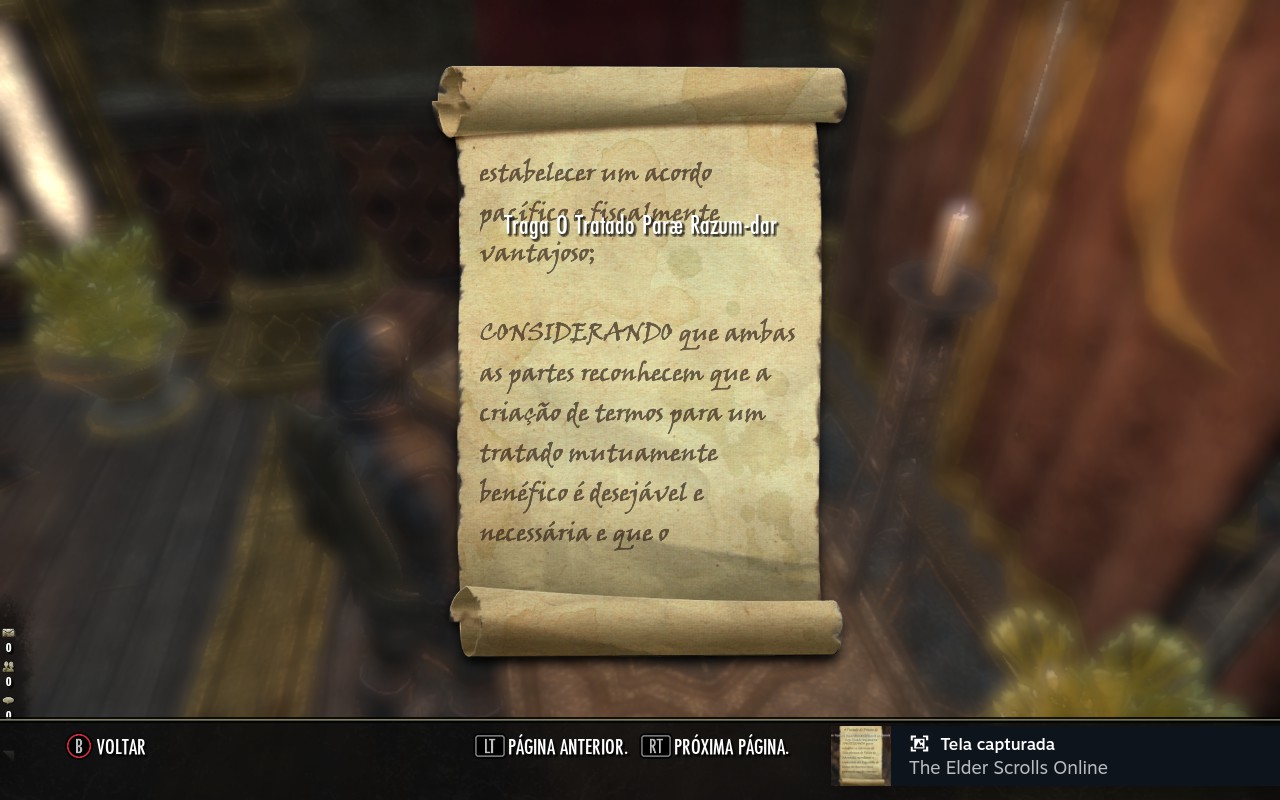 estabelecer um acordo
pacífico e fiscalmente
Traga O Tratado Paræ Razum-dar
vantajoso;
CONSIDERANDO que ambas
as partes reconhecem que a
criação de termos para um
tratado mutuamente
benéfico é desejável e
necessária e que o
0
0
0
B VOLTAR
LT PÁGINA ANTERIOR. RT PRÓXIMA PÁGINA.
Tela capturada
The Elder Scrolls Online